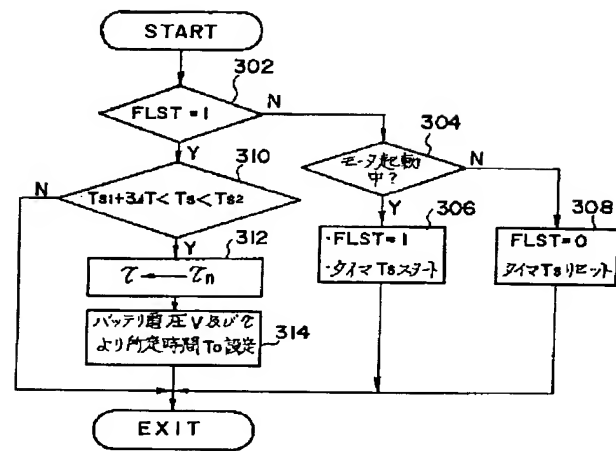 START
302
FLST = 1
N
304
モータ起動
中?
Y
310
N
N
TS1+3ΔT< TS <TS2
Y
306
308
・FLST=1
・タイマTSスタート
FLST=0
タイマTSリセット
Y
312
τ ← τn
バッテリ電圧V及びτ
より所定時間To設定
314
EXIT